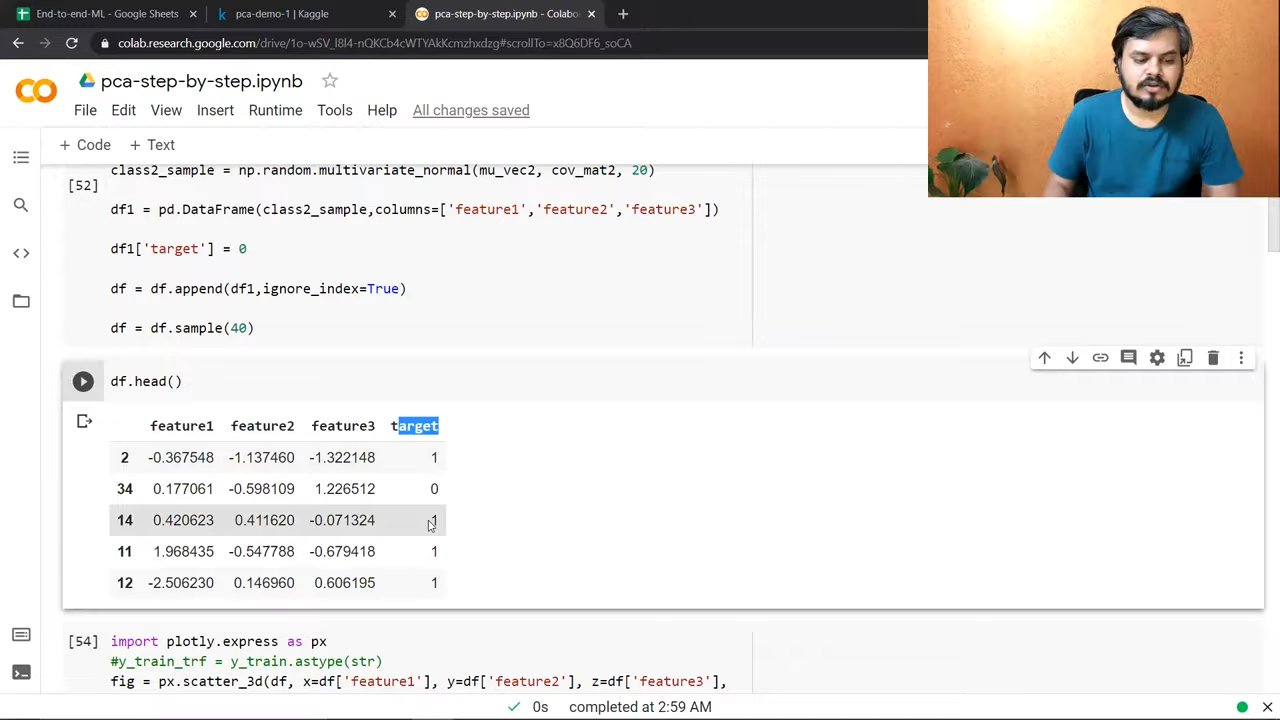 End-to-end-ML - Google Sheets
pca-demo-1 | Kaggle
pca-step-by-step.ipynb - Colabo
colab.research.google.com/drive/1o-wSV_l8l4-nQKCb4cWTYAkKcmzhxdzg#scrollTo=x8Q6DF6_soCA
pca-step-by-step.ipynb
File Edit View Insert Runtime Tools Help All changes saved
+ Code + Text
class2_sample = np.random.multivariate_normal(mu_vec2, cov_mat2, 20)
[52]
df1 = pd.DataFrame(class2_sample,columns=['feature1','feature2','feature3'])
df1['target'] = 0
df = df.append(df1,ignore_index=True)
df = df.sample(40)
df.head()
feature1 feature2 feature3 target
2 -0.367548 -1.137460 -1.322148 1
34 0.177061 -0.598109 1.226512 0
14 0.420623 0.411620 -0.071324 1
11 1.968435 -0.547788 -0.679418 1
12 -2.506230 0.146960 0.606195 1
[54] import plotly.express as px
#y_train_trf = y_train.astype(str)
fig = px.scatter_3d(df, x=df['feature1'], y=df['feature2'], z=df['feature3'],
0s completed at 2:59 AM